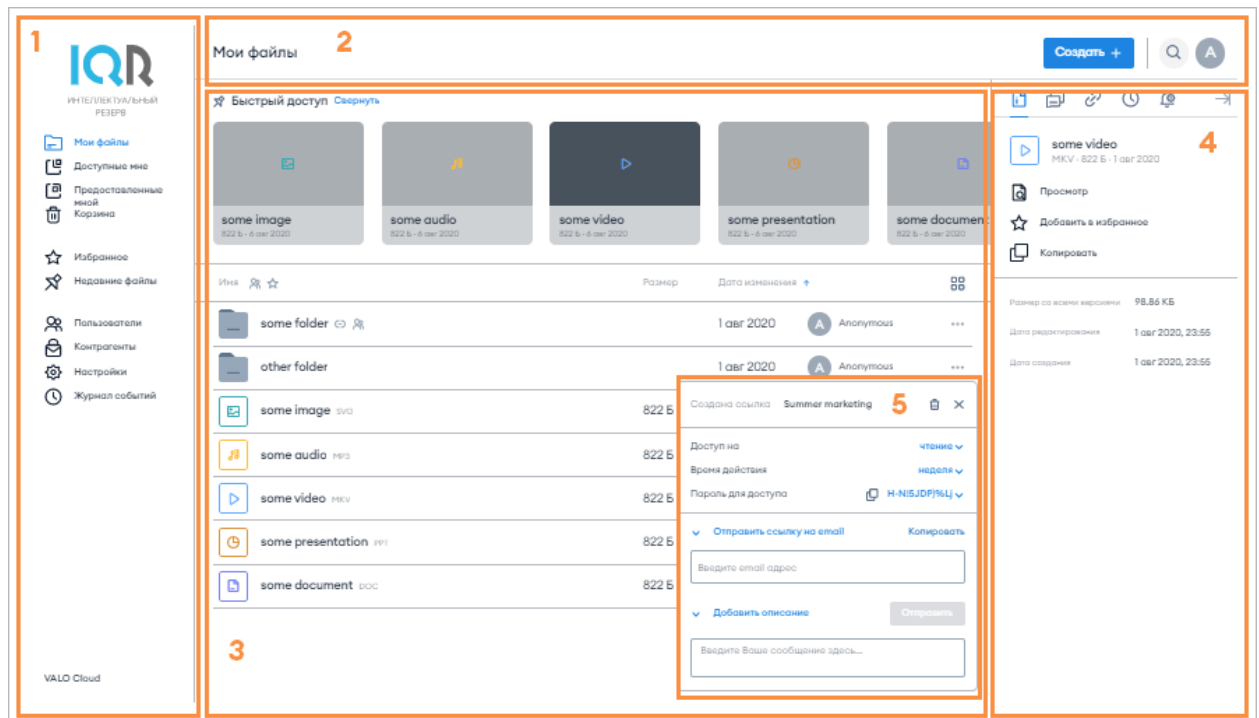 1
IQR
ИНТЕЛЛЕКТУАЛЬНЫЙ
РЕЗЕРВ
Мои файлы
Доступные мне
Предоставленные
мной
Корзина
Избранное
Недавние файлы
Пользователи
Контрагенты
Настройки
Журнал событий
VALO Cloud
Мои файлы
2
Создать +
A
Быстрый доступ Свернуть
some image
822 Б - 6 авг 2020
some audio
822 Б - 6 авг 2020
some video
822 Б - 6 авг 2020
some presentation
822 Б - 6 авг 2020
some document
822 Б - 6 авг 2020
Имя Размер Дата изменения
some folder 1 авг 2020 A Anonymous
other folder 1 авг 2020 A Anonymous
some image SVG 822 Б
some audio MP3 822 Б
some video MKV 822 Б
some presentation PPT 822 Б
some document DOC 822 Б
3
Создана ссылка Summer marketing 5
Доступ на чтение
Время действия неделя
Пароль для доступа
Отправить ссылку на email Копировать
Введите email адрес
Добавить описание Отправить
Введите Ваше сообщение здесь...
some video
MKV - 822 Б - 1 авг 2020
4
Просмотр
Добавить в избранное
Копировать
Размер со всеми версиями 98.86 КБ
Дата редактирования 1 авг 2020, 23:55
Дата создания 1 авг 2020, 23:55